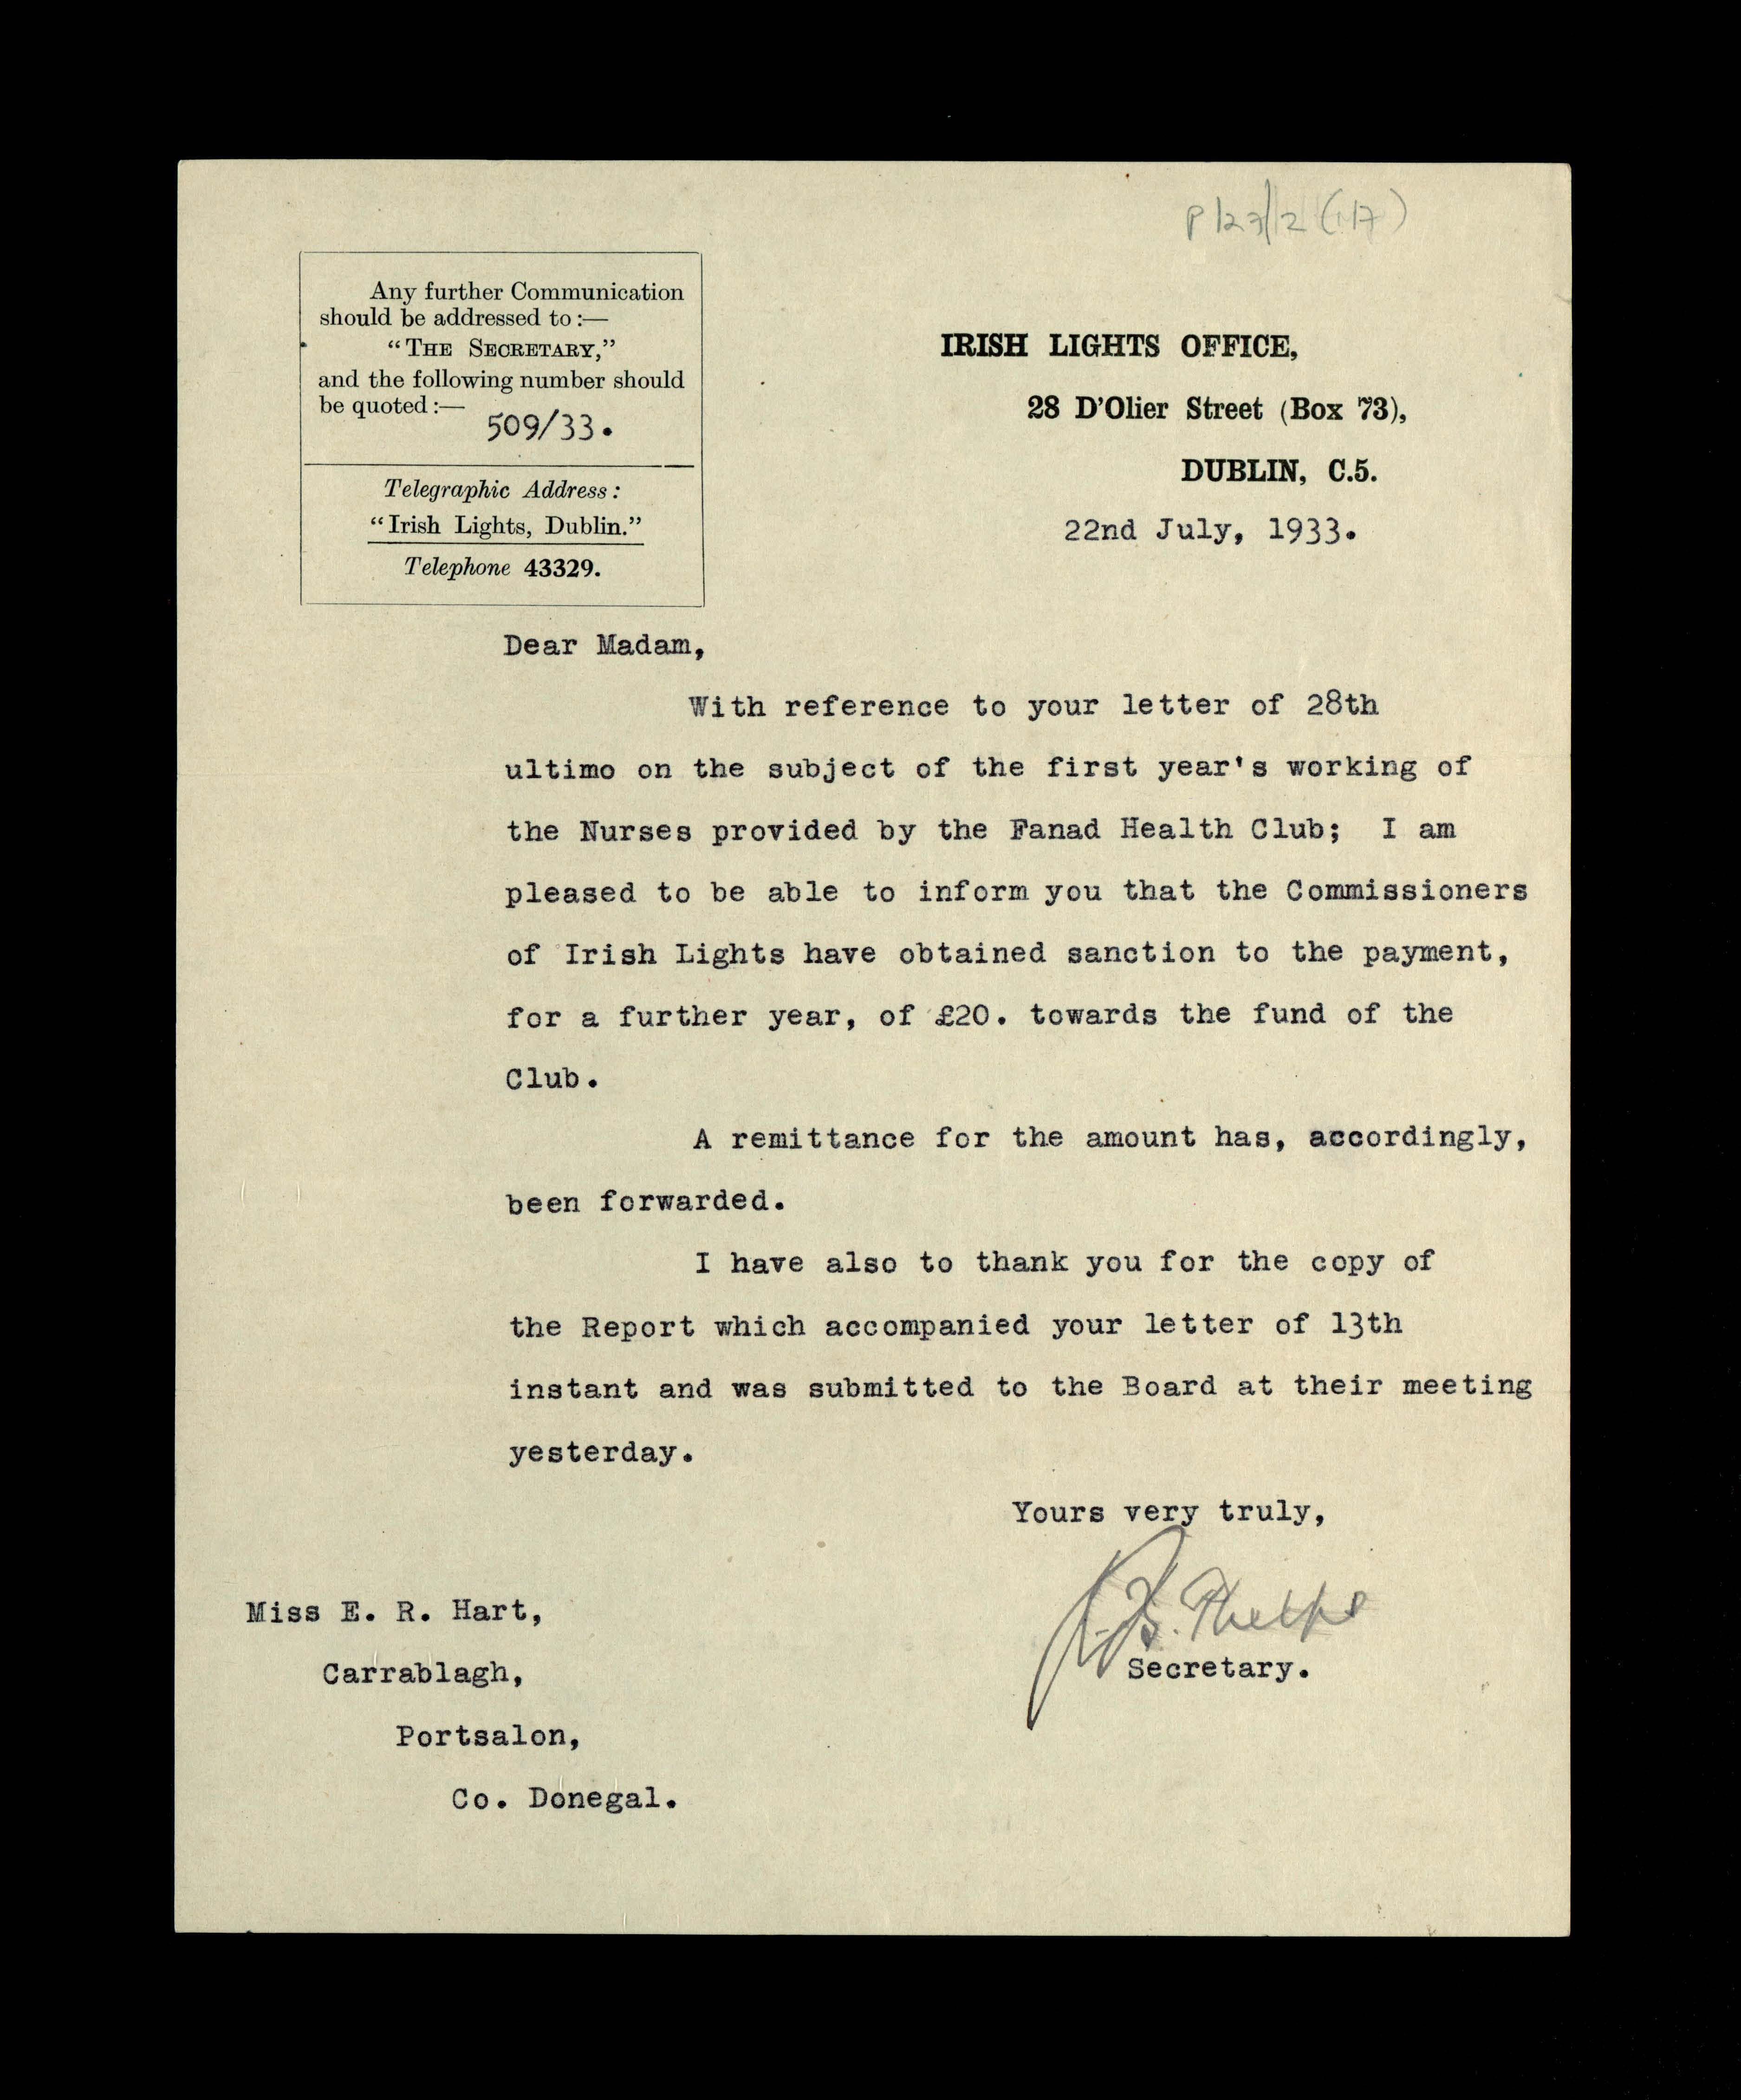 Any further Communication
should be addressed to :—
“THE SECRETARY,”
and the following number should
be quoted :—
509/33.
Telegraphic Address :
“Irish Lights, Dublin.”
Telephone 43329.
IRISH LIGHTS OFFICE,
28 D'Olier Street (Box 73),
DUBLIN, C.5.
22nd July, 1933.
Dear Madam,
With reference to your letter of 28th
ultimo on the subject of the first year's working of
the Nurses provided by the Fanad Health Club; I am
pleased to be able to inform you that the Commissioners
of Irish Lights have obtained sanction to the payment,
for a further year, of £20. towards the fund of the
Club.
A remittance for the amount has, accordingly,
been forwarded.
I have also to thank you for the copy of
the Report which accompanied your letter of 13th
instant and was submitted to the Board at their meeting
yesterday.
Yours very truly,
Phelps
Secretary.
Miss E. R. Hart,
Carrablagh,
Portsalon,
Co. Donegal.